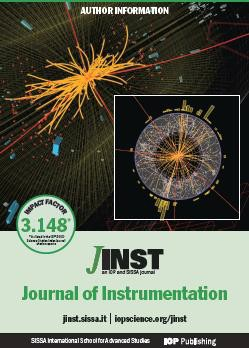 AUTHOR INFORMATION
IMPACT FACTOR
3.148*
JINST
an IOP and SISSA journal
Journal of Instrumentation
jinst.sissa.it | iopscience.org/jinst
SISSA International School for Advanced Studies
IOP Publishing